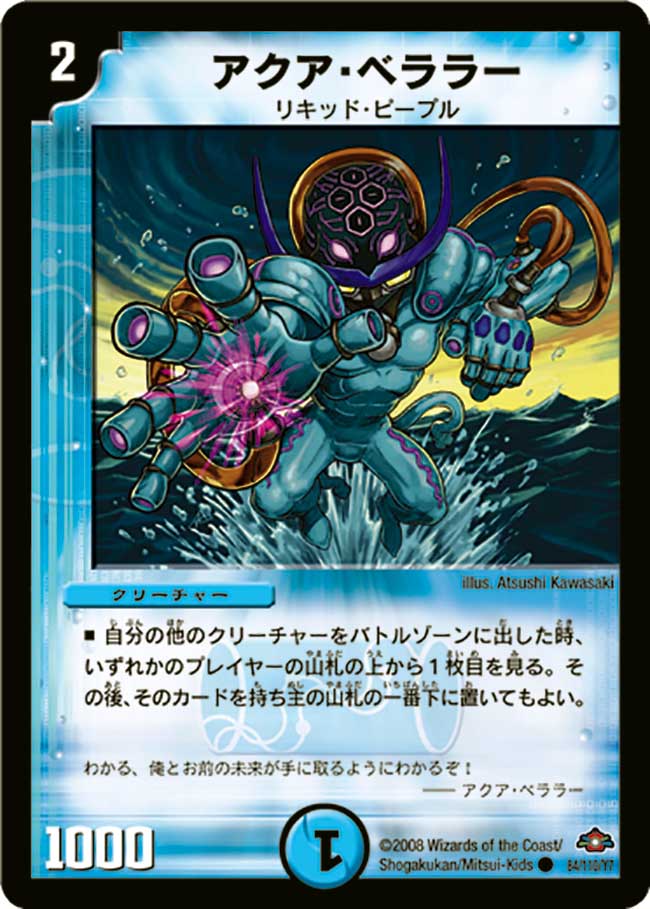 2
アクア・ベララー
リキッド・ピープル
illus. Atsushi Kawasaki
クリーチャー
■ 自分の他のクリーチャーをバトルゾーンに出した時、
いずれかのプレイヤーの山札の上から1枚目を見る。そ
の後、そのカードを持ち主の山札の一番下に置いてもよい。
わかる、俺とお前の未来が手に取るようにわかるぞ！
—— アクア・ベララー
1000
1
©2008 Wizards of the Coast/
Shogakukan/Mitsui-Kids ● 84/110/Y7